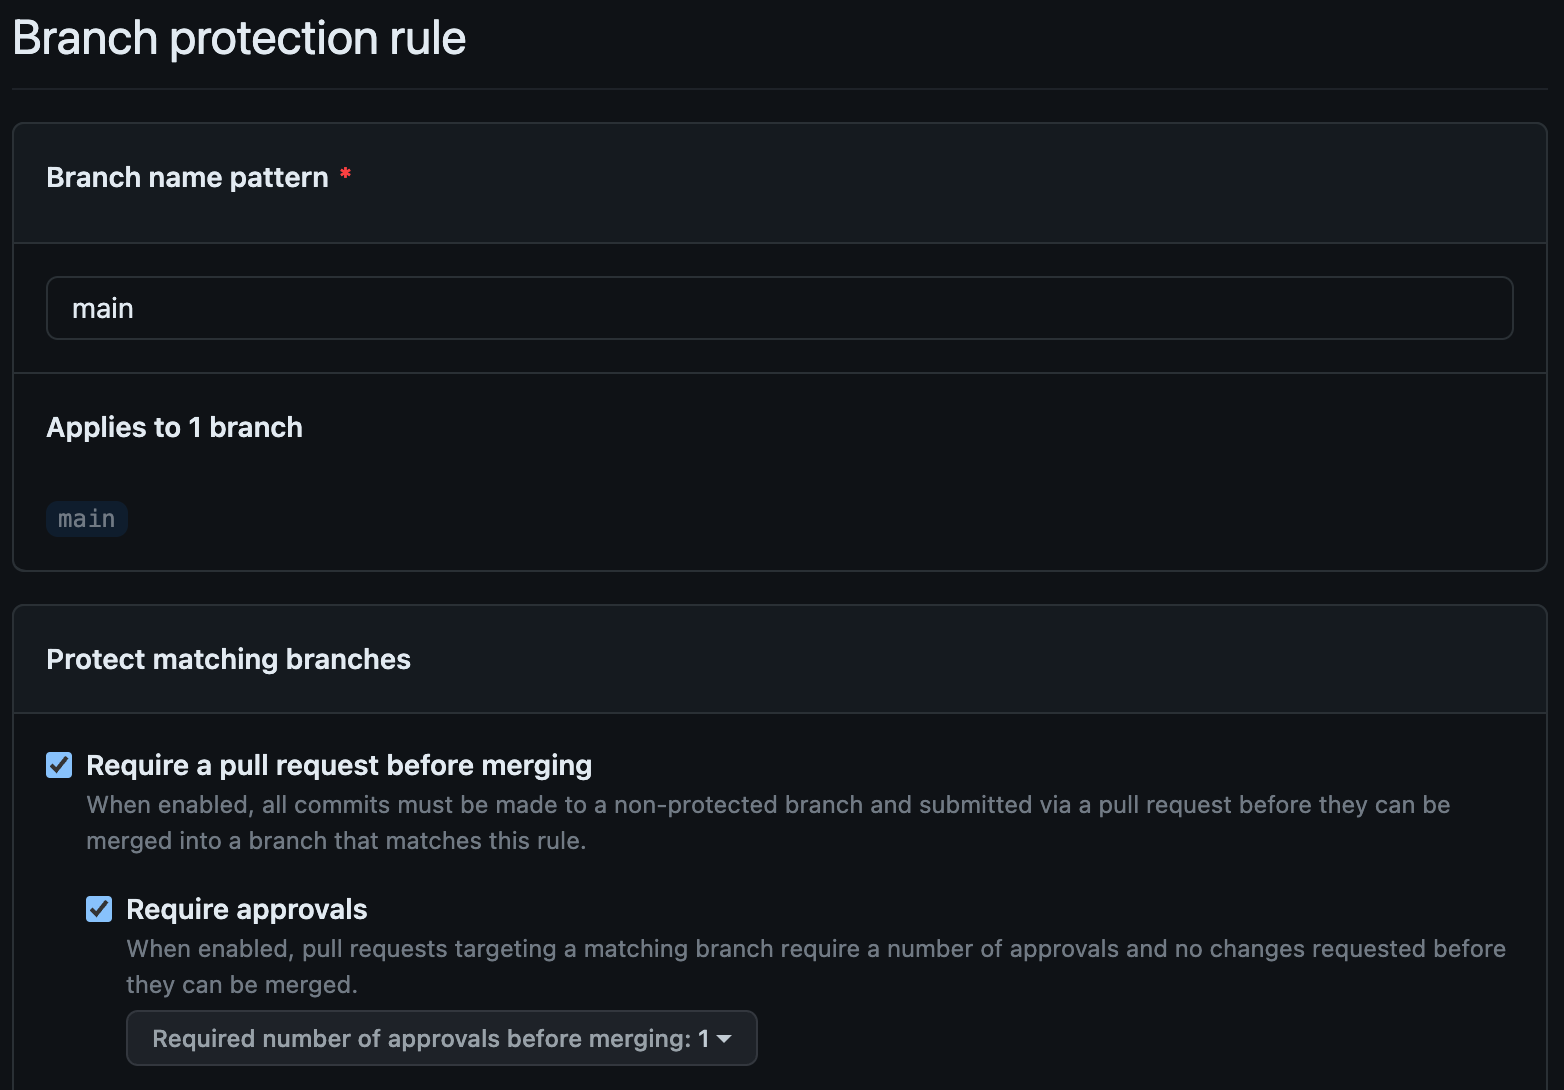 Branch protection rule
Branch name pattern *
main
Applies to 1 branch
main
Protect matching branches
Require a pull request before merging
When enabled, all commits must be made to a non-protected branch and submitted via a pull request before they can be
merged into a branch that matches this rule.
Require approvals
When enabled, pull requests targeting a matching branch require a number of approvals and no changes requested before
they can be merged.
Required number of approvals before merging: 1